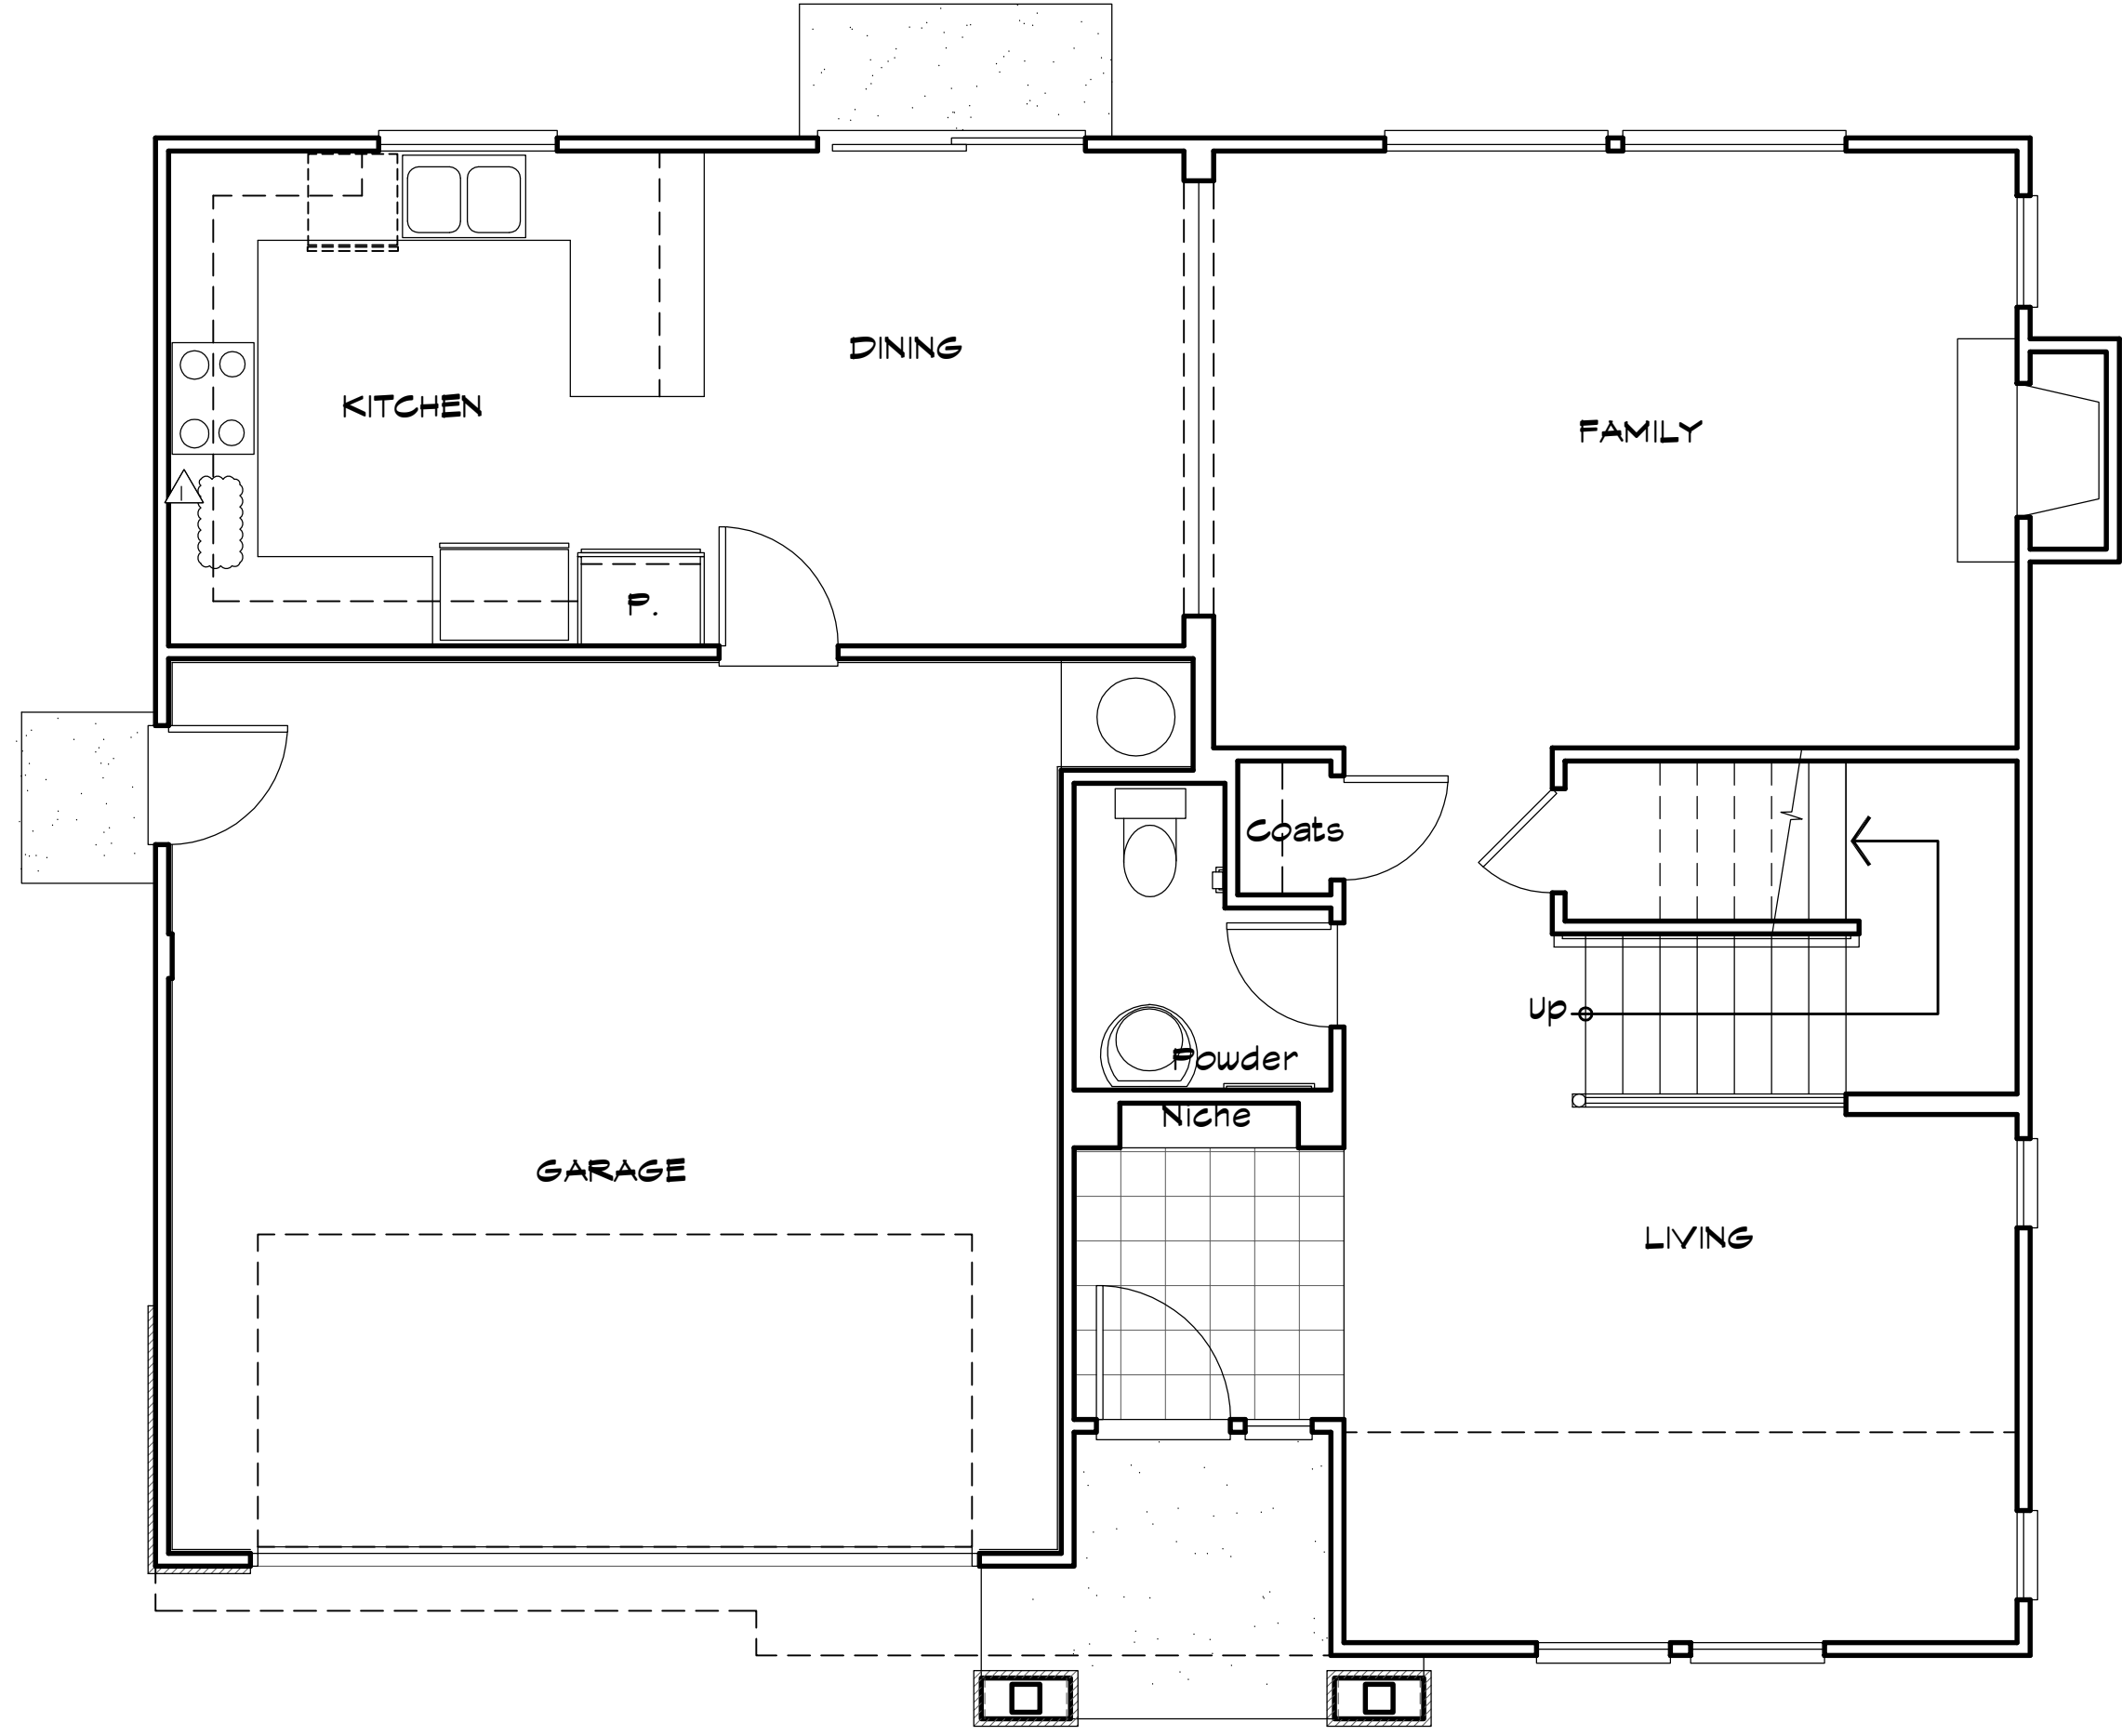 DINING
KITCHEN
FAMILY
P.
Coats
Up
Powder
Niche
GARAGE
LIVING